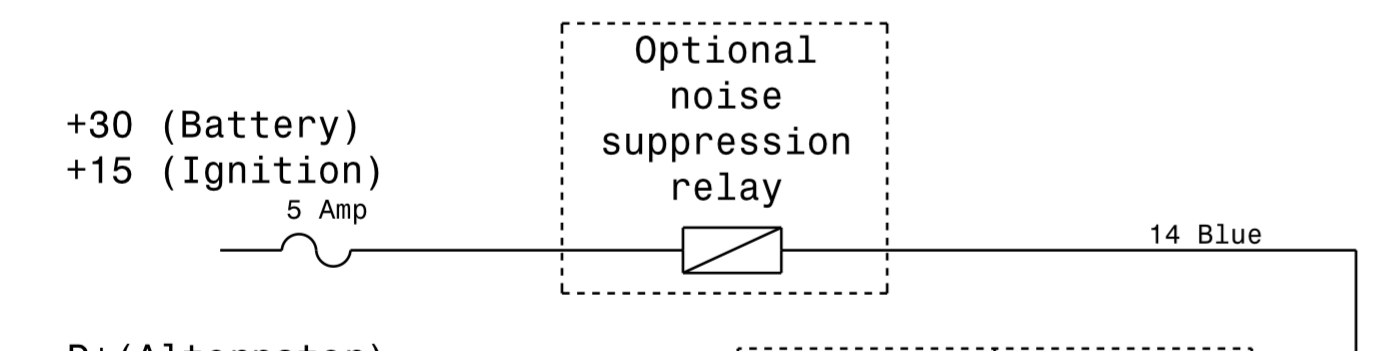 Optional
noise
suppression
relay
+30 (Battery)
+15 (Ignition)
5 Amp
14 Blue